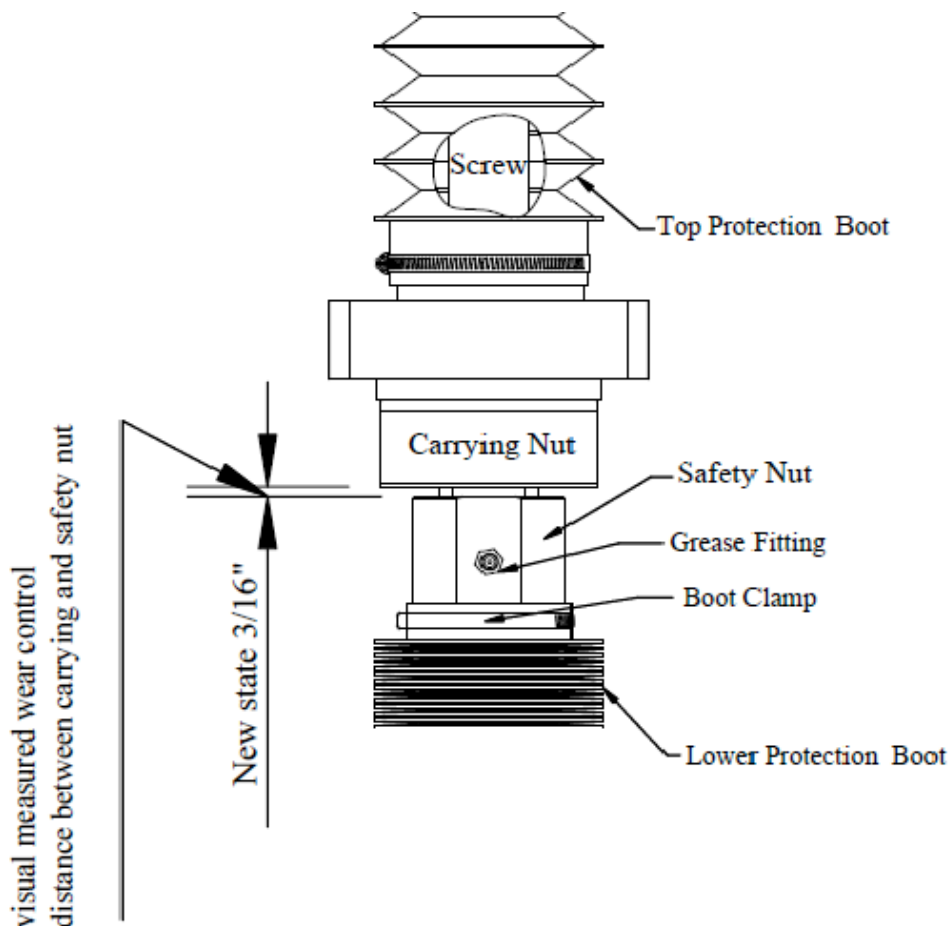 Screw
Top Protection Boot
Carrying Nut
Safety Nut
Grease Fitting
Boot Clamp
Lower Protection Boot
New state 3/16"
visual measured wear control
distance between carrying and safety nut